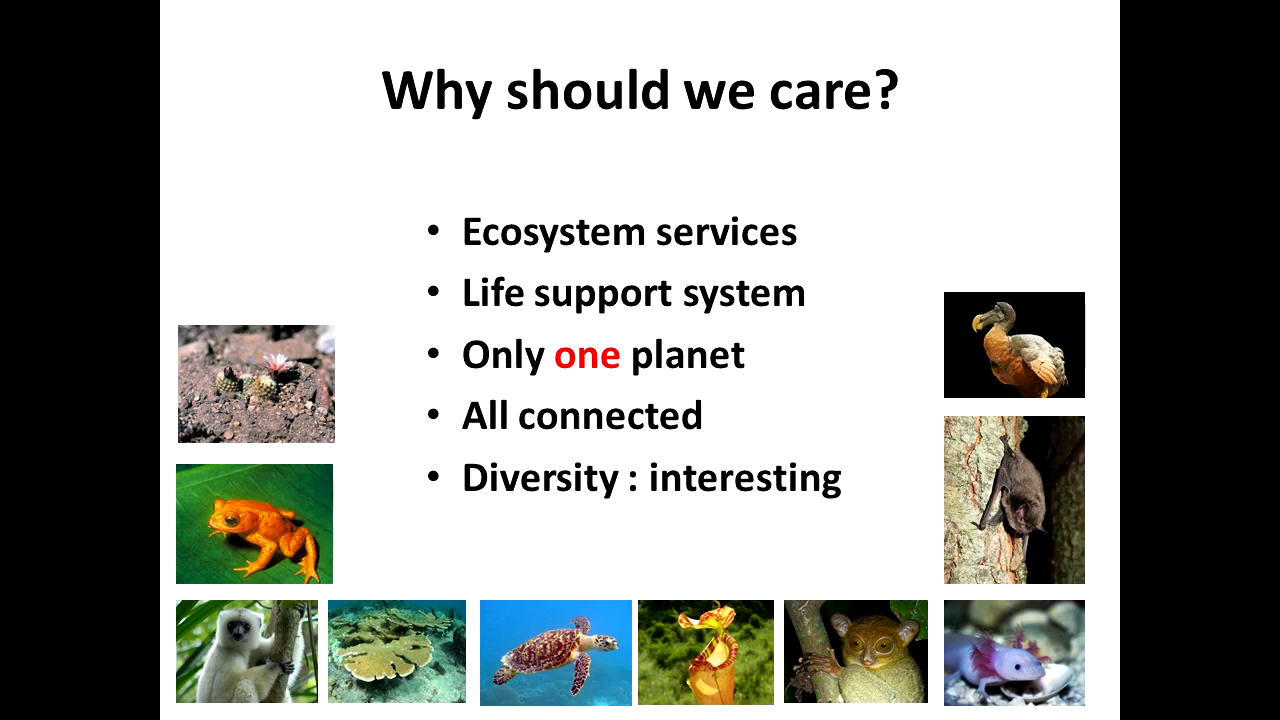 Why should we care?
• Ecosystem services
• Life support system
• Only one planet
• All connected
• Diversity : interesting